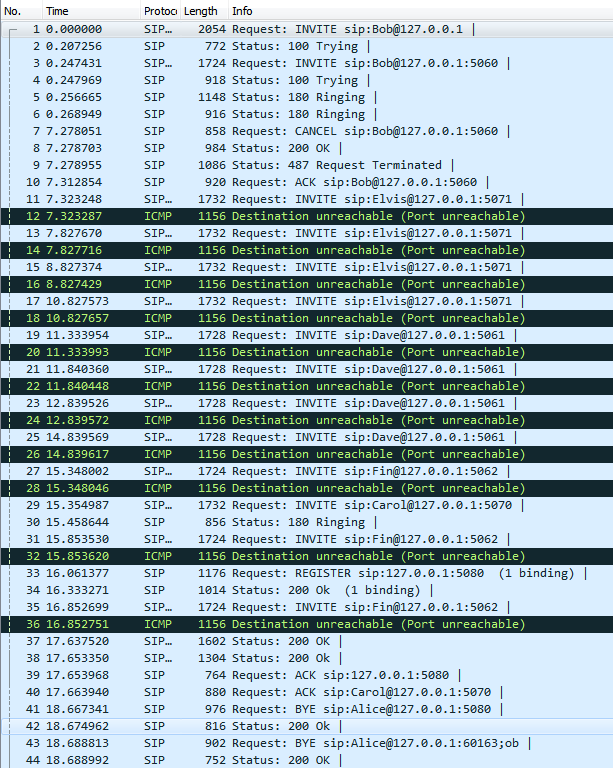 No. Time Protoco Length Info
1 0.000000 SIP… 2054 Request: INVITE sip:Bob@127.0.0.1 |
2 0.207256 SIP 772 Status: 100 Trying |
3 0.247431 SIP… 1724 Request: INVITE sip:Bob@127.0.0.1:5060 |
4 0.247969 SIP 918 Status: 100 Trying |
5 0.256665 SIP 1148 Status: 180 Ringing |
6 0.268949 SIP 916 Status: 180 Ringing |
7 7.278051 SIP 858 Request: CANCEL sip:Bob@127.0.0.1:5060 |
8 7.278703 SIP 984 Status: 200 OK |
9 7.278955 SIP 1086 Status: 487 Request Terminated |
10 7.312854 SIP 920 Request: ACK sip:Bob@127.0.0.1:5060 |
11 7.323248 SIP… 1732 Request: INVITE sip:Elvis@127.0.0.1:5071 |
12 7.323287 ICMP 1156 Destination unreachable (Port unreachable)
13 7.827670 SIP… 1732 Request: INVITE sip:Elvis@127.0.0.1:5071 |
14 7.827716 ICMP 1156 Destination unreachable (Port unreachable)
15 8.827374 SIP… 1732 Request: INVITE sip:Elvis@127.0.0.1:5071 |
16 8.827429 ICMP 1156 Destination unreachable (Port unreachable)
17 10.827573 SIP… 1732 Request: INVITE sip:Elvis@127.0.0.1:5071 |
18 10.827657 ICMP 1156 Destination unreachable (Port unreachable)
19 11.333954 SIP… 1728 Request: INVITE sip:Dave@127.0.0.1:5061 |
20 11.333993 ICMP 1156 Destination unreachable (Port unreachable)
21 11.840360 SIP… 1728 Request: INVITE sip:Dave@127.0.0.1:5061 |
22 11.840448 ICMP 1156 Destination unreachable (Port unreachable)
23 12.839526 SIP… 1728 Request: INVITE sip:Dave@127.0.0.1:5061 |
24 12.839572 ICMP 1156 Destination unreachable (Port unreachable)
25 14.839569 SIP… 1728 Request: INVITE sip:Dave@127.0.0.1:5061 |
26 14.839617 ICMP 1156 Destination unreachable (Port unreachable)
27 15.348002 SIP… 1724 Request: INVITE sip:Fin@127.0.0.1:5062 |
28 15.348046 ICMP 1156 Destination unreachable (Port unreachable)
29 15.354987 SIP… 1732 Request: INVITE sip:Carol@127.0.0.1:5070 |
30 15.458644 SIP 856 Status: 180 Ringing |
31 15.853530 SIP… 1724 Request: INVITE sip:Fin@127.0.0.1:5062 |
32 15.853620 ICMP 1156 Destination unreachable (Port unreachable)
33 16.061377 SIP 1176 Request: REGISTER sip:127.0.0.1:5080 (1 binding) |
34 16.333271 SIP 1014 Status: 200 Ok (1 binding) |
35 16.852699 SIP… 1724 Request: INVITE sip:Fin@127.0.0.1:5062 |
36 16.852751 ICMP 1156 Destination unreachable (Port unreachable)
37 17.637520 SIP… 1602 Status: 200 Ok |
38 17.653350 SIP… 1304 Status: 200 Ok |
39 17.653968 SIP 764 Request: ACK sip:127.0.0.1:5080 |
40 17.663940 SIP 880 Request: ACK sip:Carol@127.0.0.1:5070 |
41 18.667341 SIP 976 Request: BYE sip:Alice@127.0.0.1:5080 |
42 18.674962 SIP 816 Status: 200 Ok |
43 18.688813 SIP 902 Request: BYE sip:Alice@127.0.0.1:60163;ob |
44 18.688992 SIP 752 Status: 200 Ok |